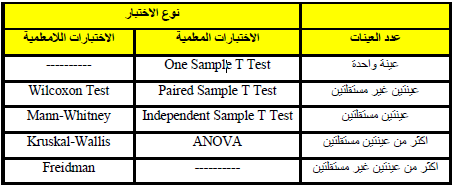 نوع الاختبار
عدد العينات الاختبارات المعلمية الاختبارات اللامعلمية
عينة واحدة One Sample T Test ----------
عينتين غير مستقلتين Paired Sample T Test Wilcoxon Test
عينتين مستقلتين Independent Sample T Test Mann-Whitney
اكثر من عينتين مستقلتين ANOVA Kruskal-Wallis
اكثر من عينتين غير مستقلتين ---------- Freidman